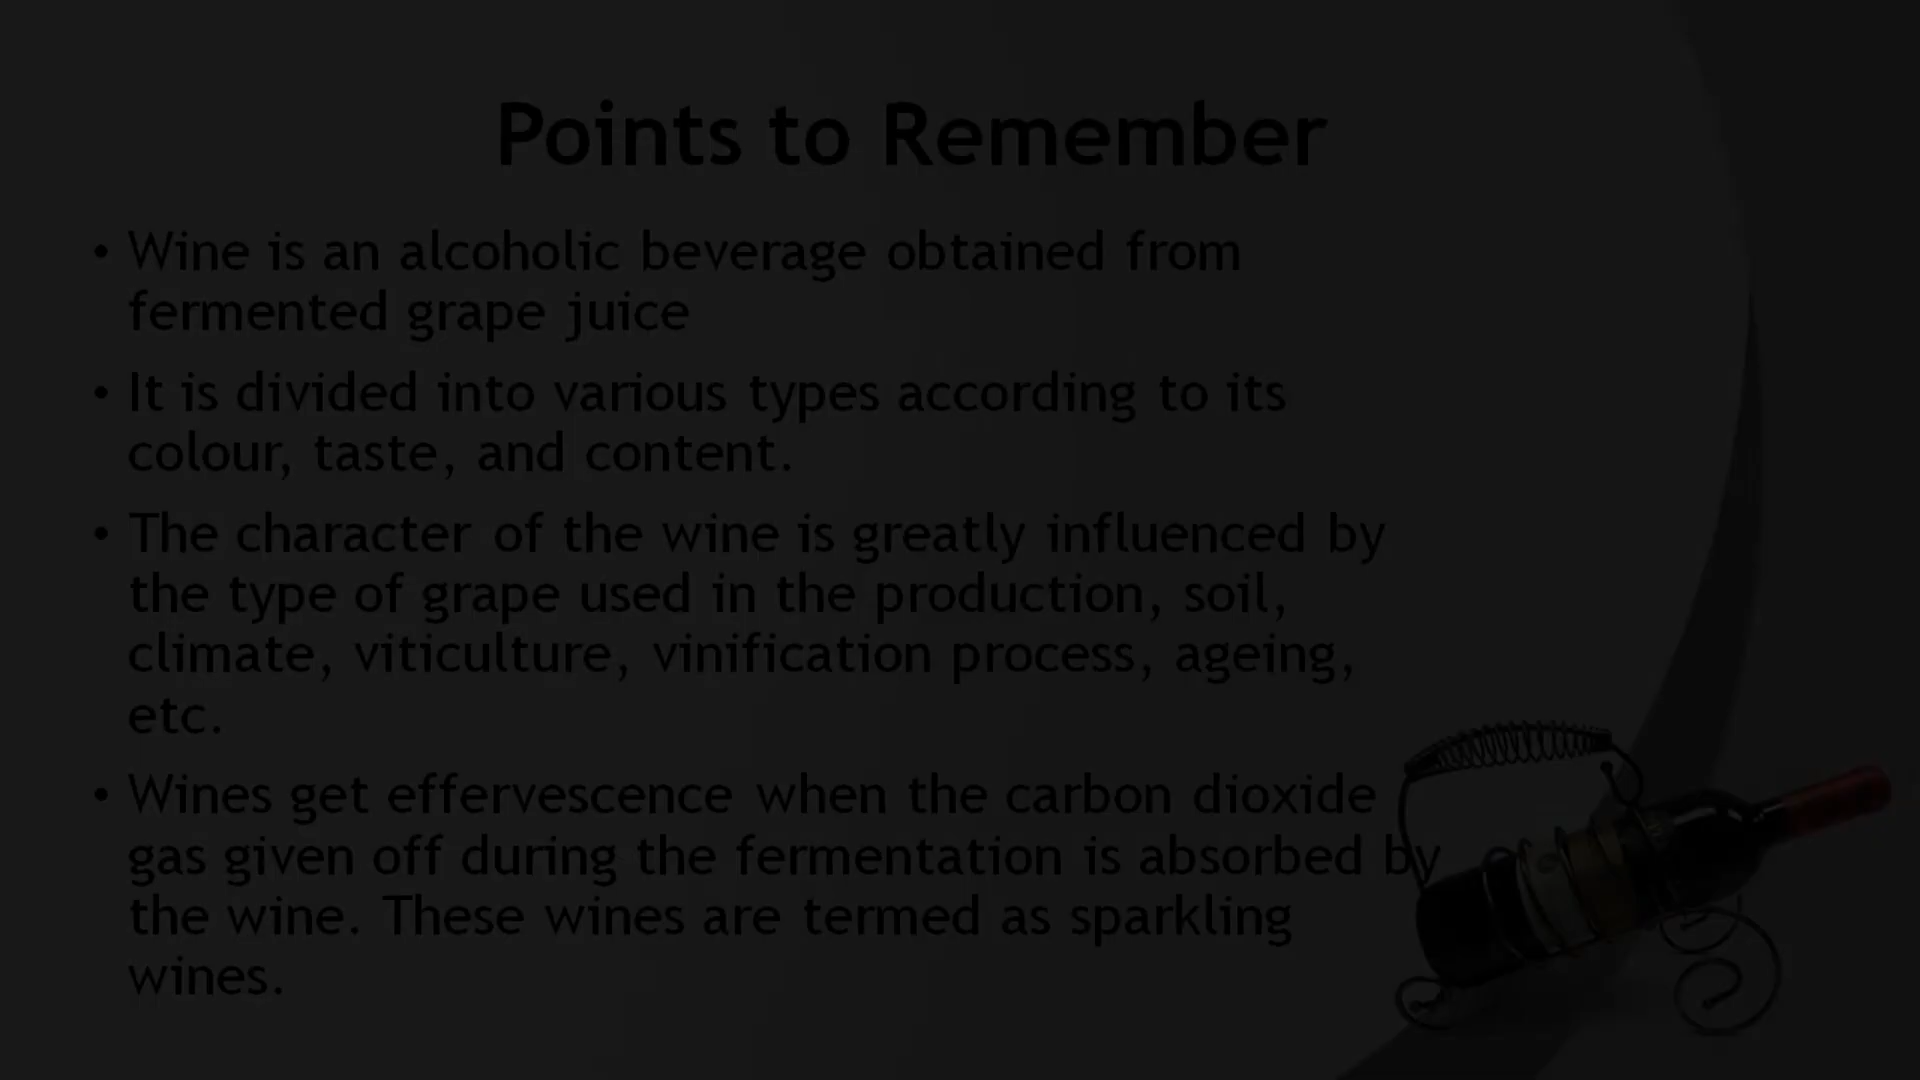 Points to Remember
• Wine is an alcoholic beverage obtained from
fermented grape juice
• It is divided into various types according to its
colour, taste, and content.
• The character of the wine is greatly influenced by
the type of grape used in the production, soil,
climate, viticulture, vinification process, ageing,
etc.
• Wines get effervescence when the carbon dioxide
gas given off during the fermentation is absorbed by
the wine. These wines are termed as sparkling
wines.